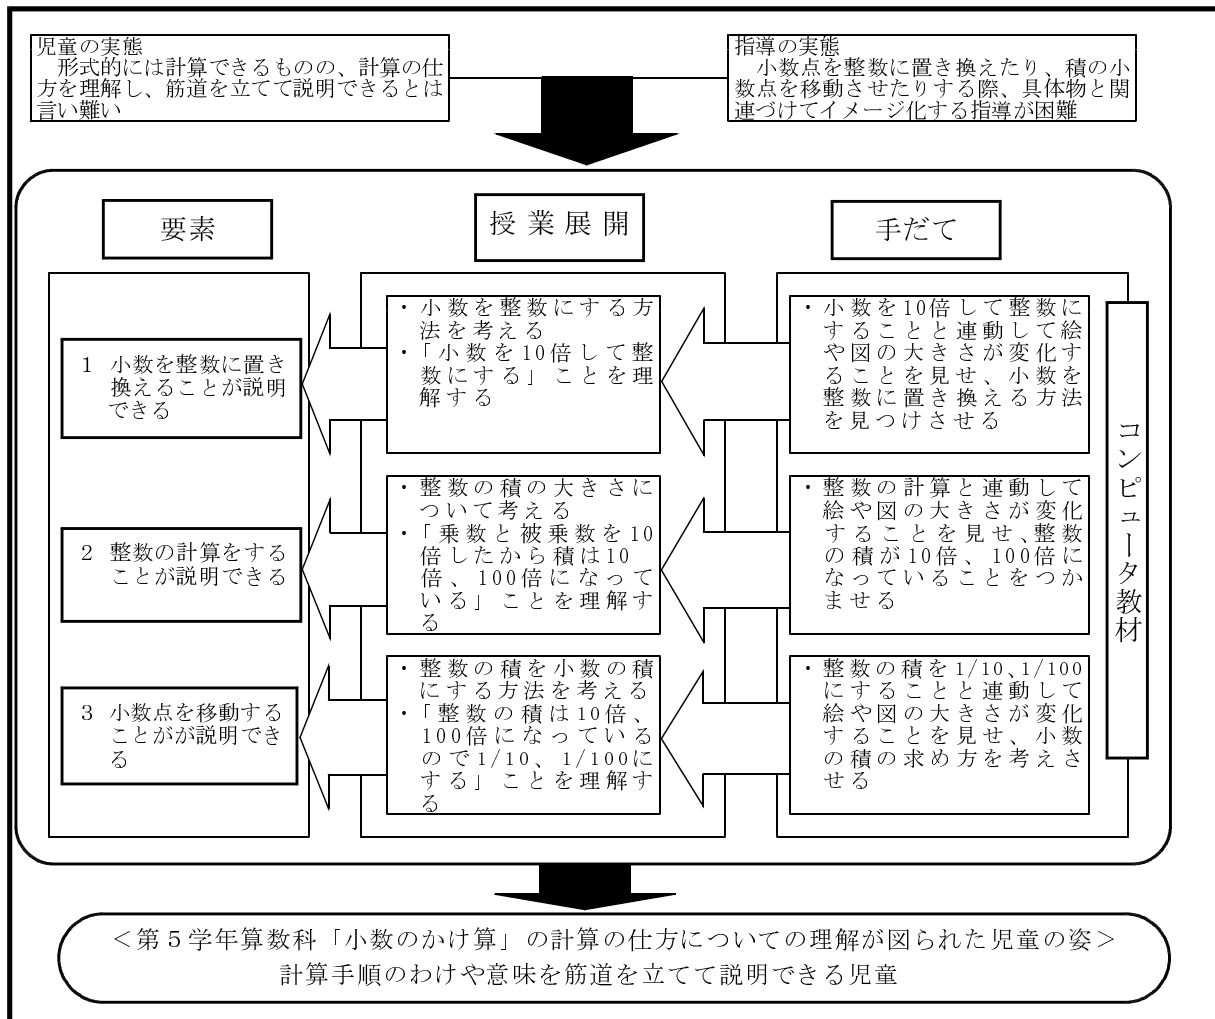 児童の実態
形式的には計算できるものの、計算の仕
方を理解し、筋道を立てて説明できるとは
言い難い
指導の実態
小数点を整数に置き換えたり、積の小
数点を移動させたりする際、具体物と関
連づけてイメージ化する指導が困難
要素
授業展開
手だて
1 小数を整数に置き
換えることが説明
できる
・小数を整数にする方
法を考える
・「小数を10倍して整
数にする」ことを理
解する
・小数を10倍して整数に
することと連動して絵
や図の大きさが変化す
ることを見せ、小数を
整数に置き換える方法
を見つけさせる
2 整数の計算をする
ことが説明できる
・整数の積の大きさに
ついて考える
・「乗数と被乗数を10
倍したから積は10
倍、100倍になって
いる」ことを理解す
る
・整数の計算と連動して
絵や図の大きさが変化
することを見せ、整数
の積が10倍、100倍に
なっていることをつか
ませる
3 小数点を移動する
ことがが説明でき
る
・整数の積を小数の積
にする方法を考える
・「整数の積は10倍、
100倍になっている
ので1/10、1/100に
する」ことを理解す
る
・整数の積を1/10、1/100
にすることと連動して
絵や図の大きさが変化
することを見せ、小数
の積の求め方を考えさ
せる
コンピュータ教材
＜第５学年算数科「小数のかけ算」の計算の仕方についての理解が図られた児童の姿＞
計算手順のわけや意味を筋道を立てて説明できる児童